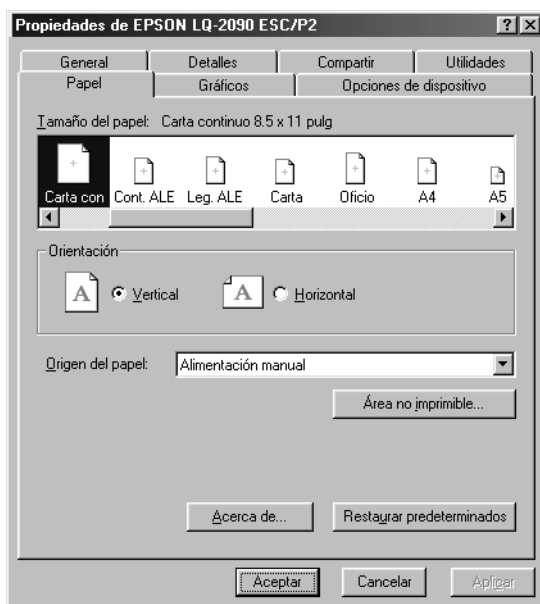 Propiedades de EPSON LQ-2090 ESC/P2
General Detalles Compartir Utilidades
Papel Gráficos Opciones de dispositivo
Tamaño del papel: Carta continuo 8.5 x 11 pulg
Carta con Cont. ALE Leg. ALE Carta Oficio A4 A5
Orientación
A Vertical A Horizontal
Origen del papel: Alimentación manual
Área no imprimible...
Acerca de... Restaurar predeterminados
Aceptar Cancelar Aplicar